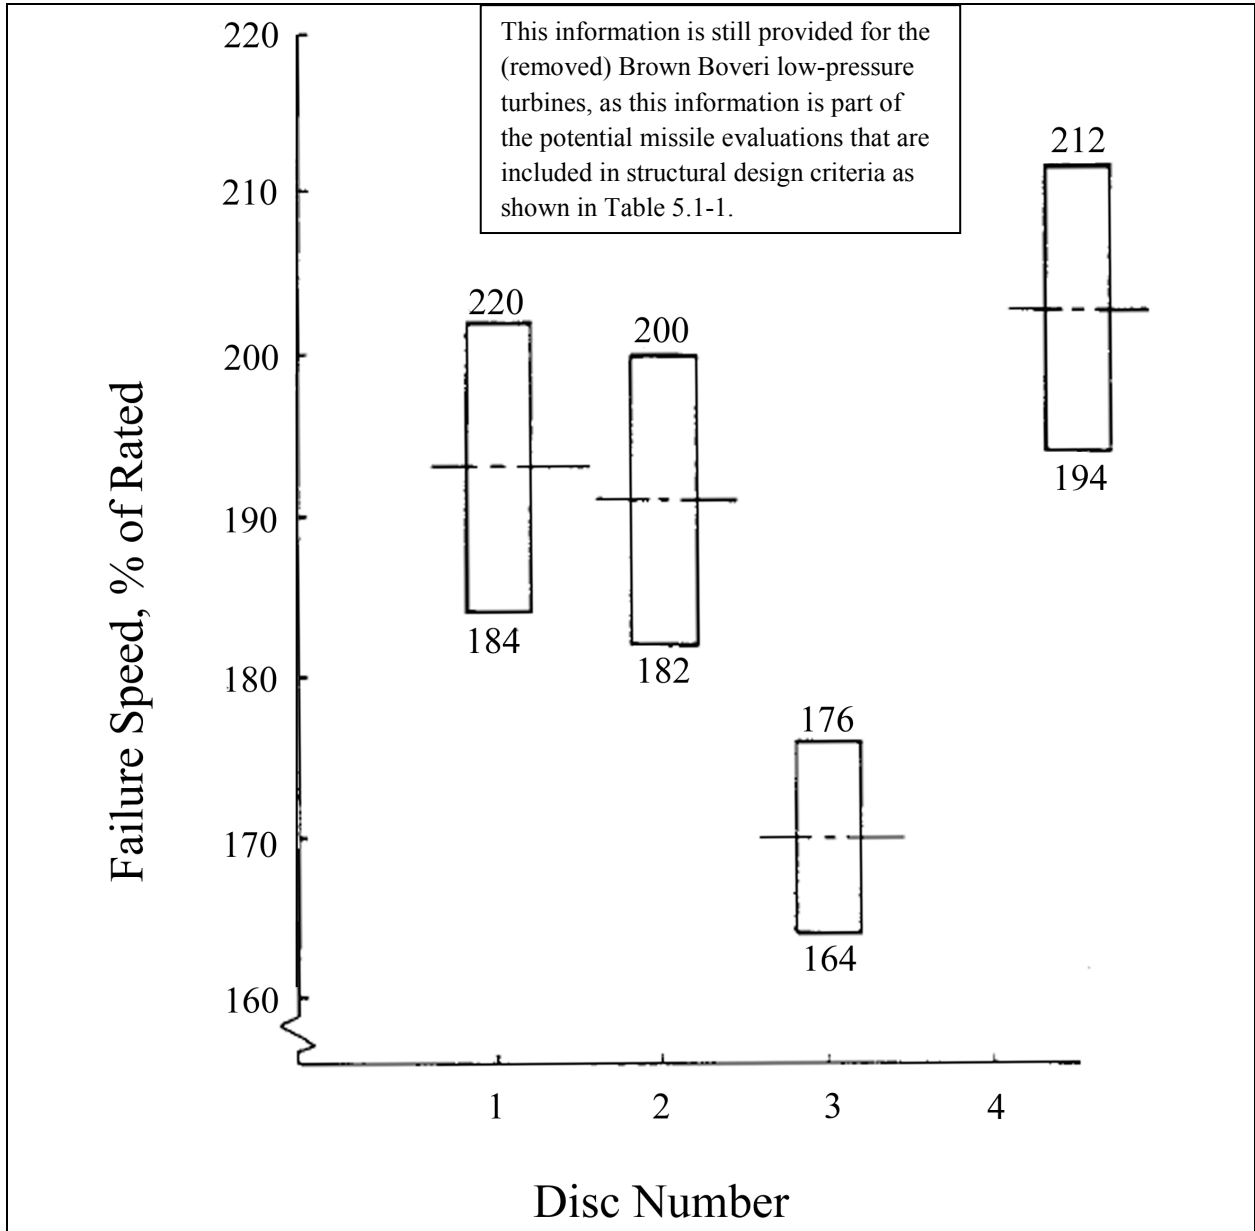 This information is still provided for the
(removed) Brown Boveri low-pressure
turbines, as this information is part of
the potential missile evaluations that are
included in structural design criteria as
shown in Table 5.1-1.
Failure Speed, % of Rated
220
210
200
190
180
170
160
220
184
200
182
176
164
212
194
1 2 3 4
Disc Number